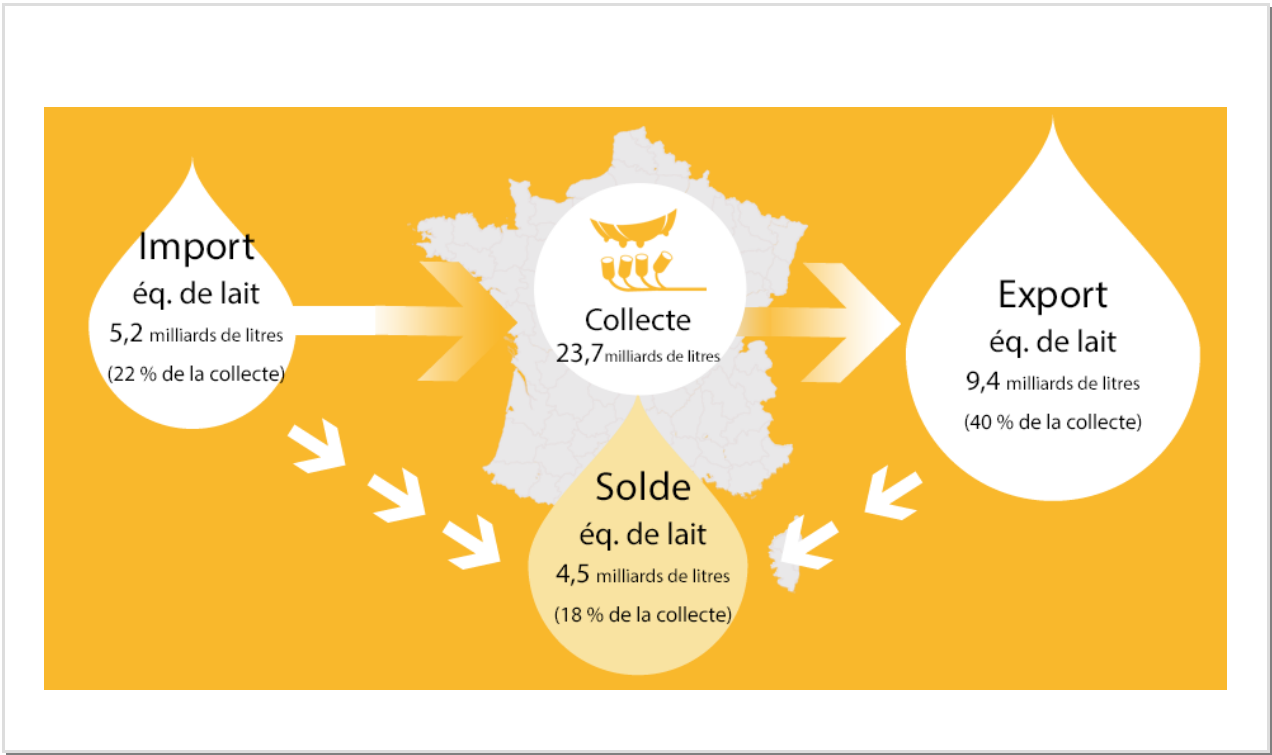 Import
éq. de lait
5,2 milliards de litres
(22 % de la collecte)
Collecte
23,7 milliards de litres
Export
éq. de lait
9,4 milliards de litres
(40 % de la collecte)
Solde
éq. de lait
4,5 milliards de litres
(18 % de la collecte)